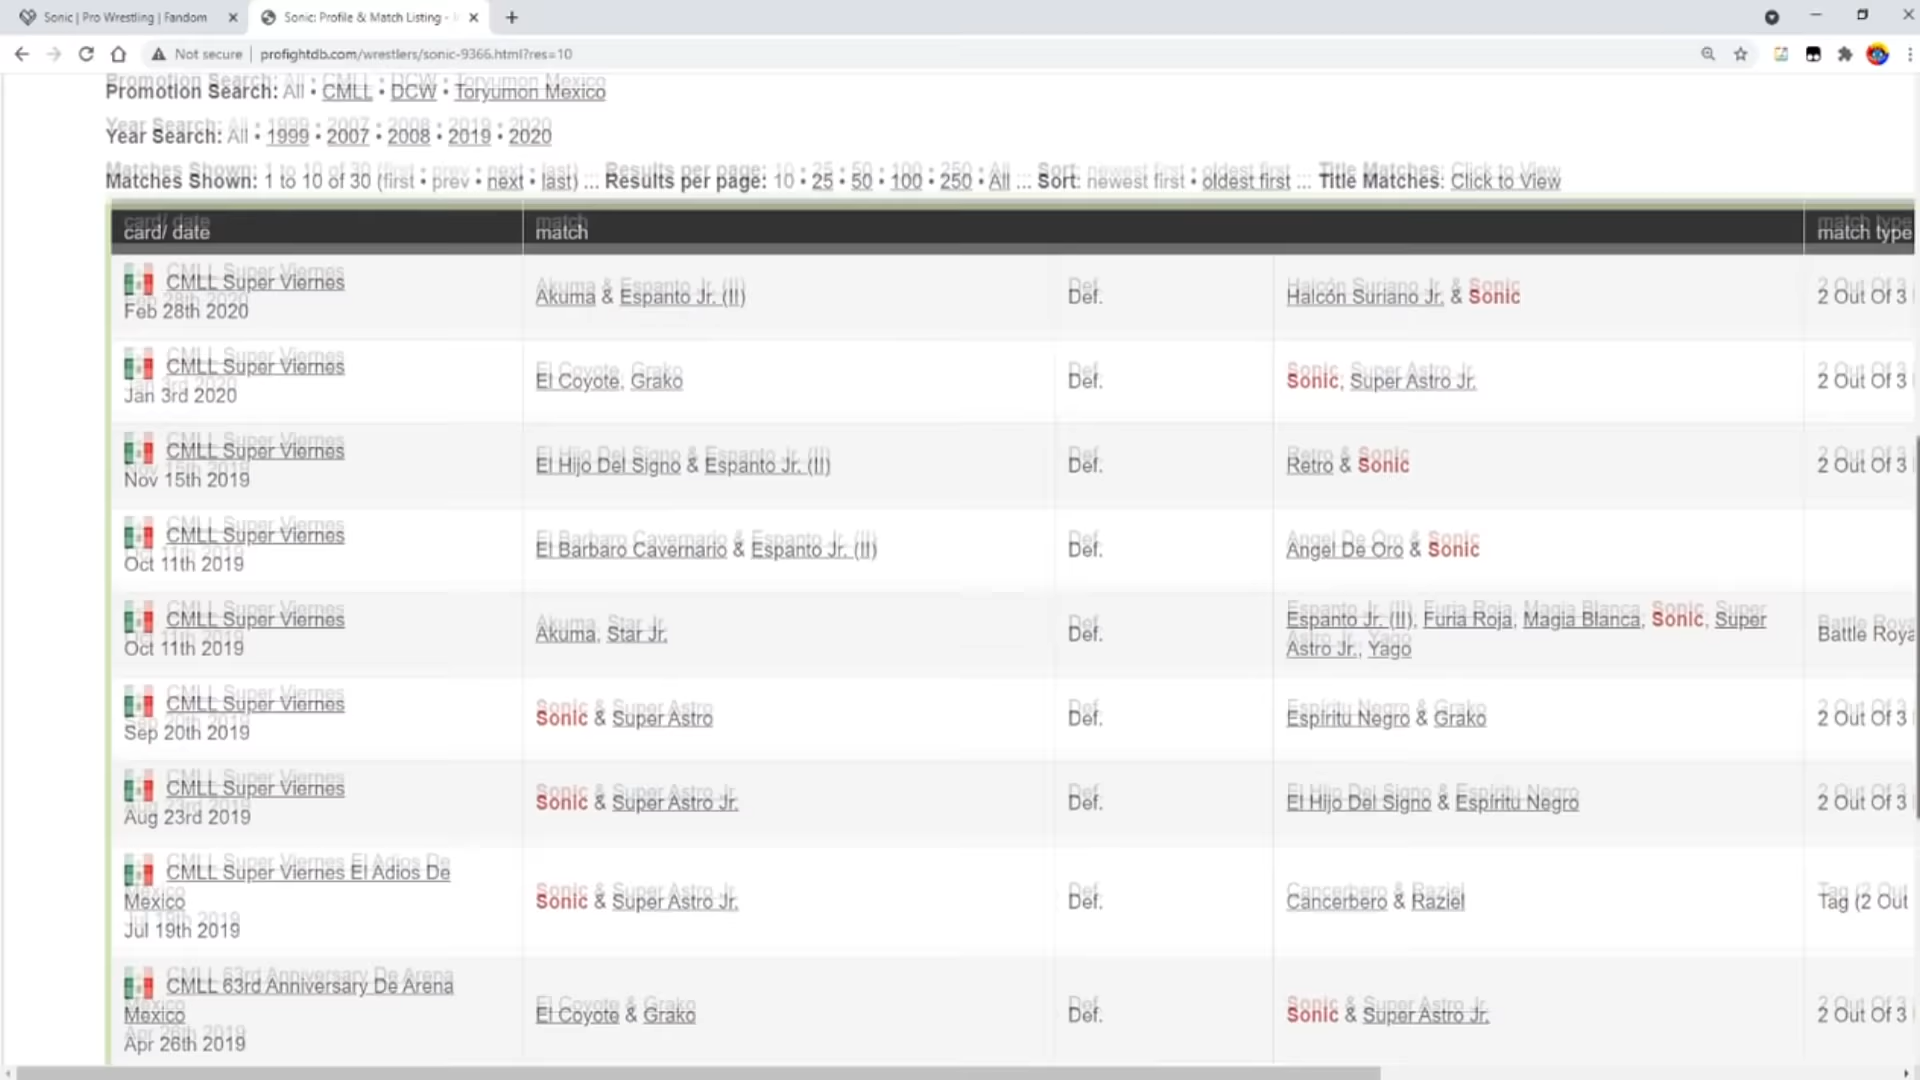 Sonic | Pro Wrestling | Fandom
Sonic: Profile & Match Listing -
Not secure | profightdb.com/wrestlers/sonic-9366.html?res=10
Promotion Search: All • CMLL • DCW • Toryumon Mexico
Year Search: All • 1999 • 2007 • 2008 • 2019 • 2020
Matches Shown: 1 to 10 of 30 (first • prev • next • last) ... Results per page: 10 • 25 • 50 • 100 • 250 • All ... Sort: newest first • oldest first ... Title Matches: Click to View
card/ date match match type
CMLL Super Viernes
Feb 28th 2020
Akuma & Espanto Jr. (II) Def. Halcón Suriano Jr. & Sonic 2 Out Of 3
CMLL Super Viernes
Jan 3rd 2020
El Coyote, Grako Def. Sonic, Super Astro Jr. 2 Out Of 3
CMLL Super Viernes
Nov 15th 2019
El Hijo Del Signo & Espanto Jr. (II) Def. Retro & Sonic 2 Out Of 3
CMLL Super Viernes
Oct 11th 2019
El Barbaro Cavernario & Espanto Jr. (II) Def. Angel De Oro & Sonic
CMLL Super Viernes
Oct 11th 2019
Akuma, Star Jr. Def. Espanto Jr. (II), Furia Roja, Magia Blanca, Sonic, Super
Astro Jr., Yago
Battle Roya
CMLL Super Viernes
Sep 20th 2019
Sonic & Super Astro Def. Espíritu Negro & Grako 2 Out Of 3
CMLL Super Viernes
Aug 23rd 2019
Sonic & Super Astro Jr. Def. El Hijo Del Signo & Espíritu Negro 2 Out Of 3
CMLL Super Viernes El Adios De
Mexico
Jul 19th 2019
Sonic & Super Astro Jr. Def. Cancerbero & Raziel Tag (2 Out
CMLL 63rd Anniversary De Arena
Mexico
Apr 26th 2019
El Coyote & Grako Def. Sonic & Super Astro Jr. 2 Out Of 3